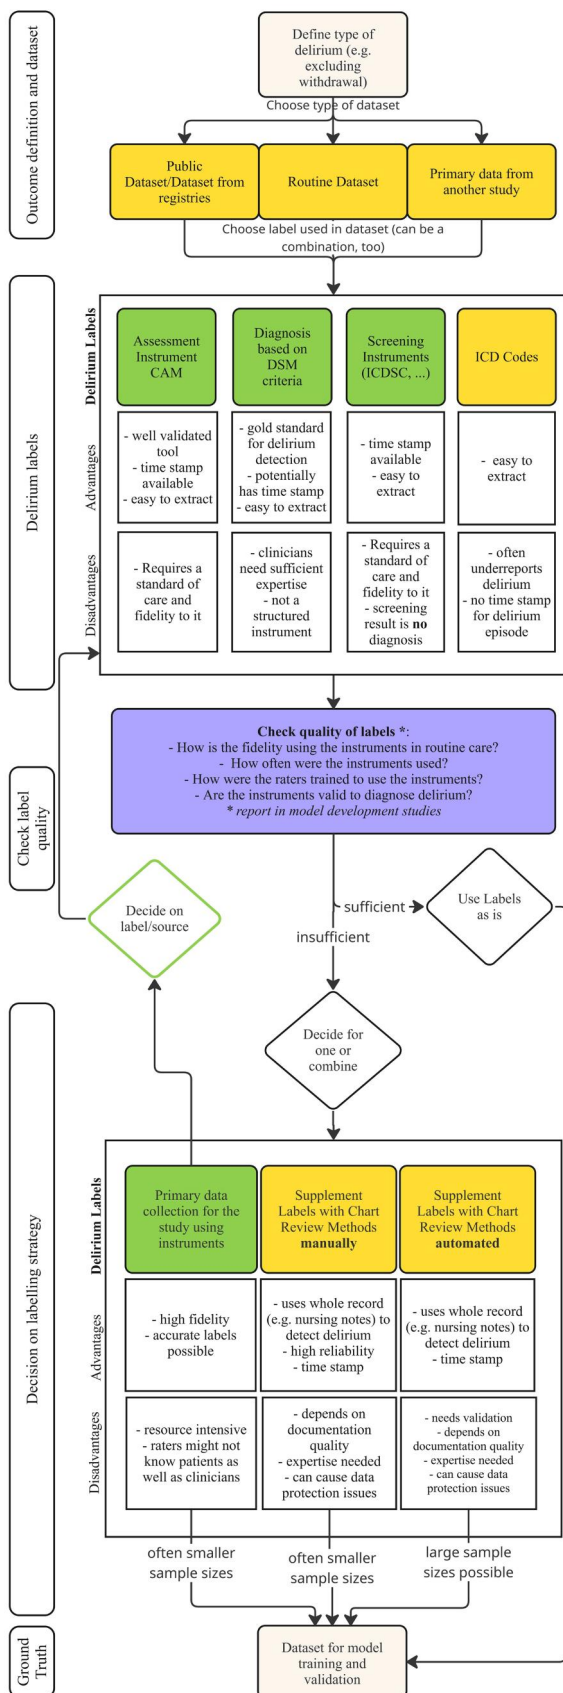 Outcome definition and dataset
Define type of
delirium (e.g.
excluding
withdrawal)
Choose type of dataset
Public
Dataset/Dataset from
registries
Routine Dataset
Primary data from
another study
Choose label used in dataset (can be a
combination, too)
Delirium labels
Delirium Labels
Assessment
Instrument
CAM
Diagnosis
based on
DSM
criteria
Screening
Instruments
(ICDSC, ...)
ICD Codes
Advantages
- well validated
tool
- time stamp
available
- easy to extract
- gold standard
for delirium
detection
- potentially
has time stamp
- easy to extract
- time stamp
available
- easy to
extract
- easy to
extract
Disadvantages
- Requires a
standard of
care and
fidelity to it
- clinicians
need sufficient
expertise
- not a
structured
instrument
- Requires a
standard of
care and
fidelity to it
- screening
result is no
diagnosis
- often
underreports
delirium
- no time stamp
for delirium
episode
Check label
quality
Check quality of labels *:
- How is the fidelity using the instruments in routine care?
- How often were the instruments used?
- How were the raters trained to use the instruments?
- Are the instruments valid to diagnose delirium?
* report in model development studies
Decide on
label/source
sufficient
Use Labels
as is
insufficient
Decide for
one or
combine
Decision on labelling strategy
Delirium Labels
Primary data
collection for the
study using
instruments
Supplement
Labels with Chart
Review Methods
manually
Supplement
Labels with Chart
Review Methods
automated
Advantages
- high fidelity
- accurate labels
possible
- uses whole record
(e.g. nursing notes) to
detect delirium
- high reliability
- time stamp
- uses whole record
(e.g. nursing notes) to
detect delirium
- time stamp
Disadvantages
- resource intensive
- raters might not
know patients as
well as clinicians
- depends on
documentation
quality
- expertise needed
- can cause data
protection issues
- needs validation
- depends on
documentation quality
- expertise needed
- can cause data
protection issues
often smaller
sample sizes
often smaller
sample sizes
large sample
sizes possible
Ground
Truth
Dataset for model
training and
validation